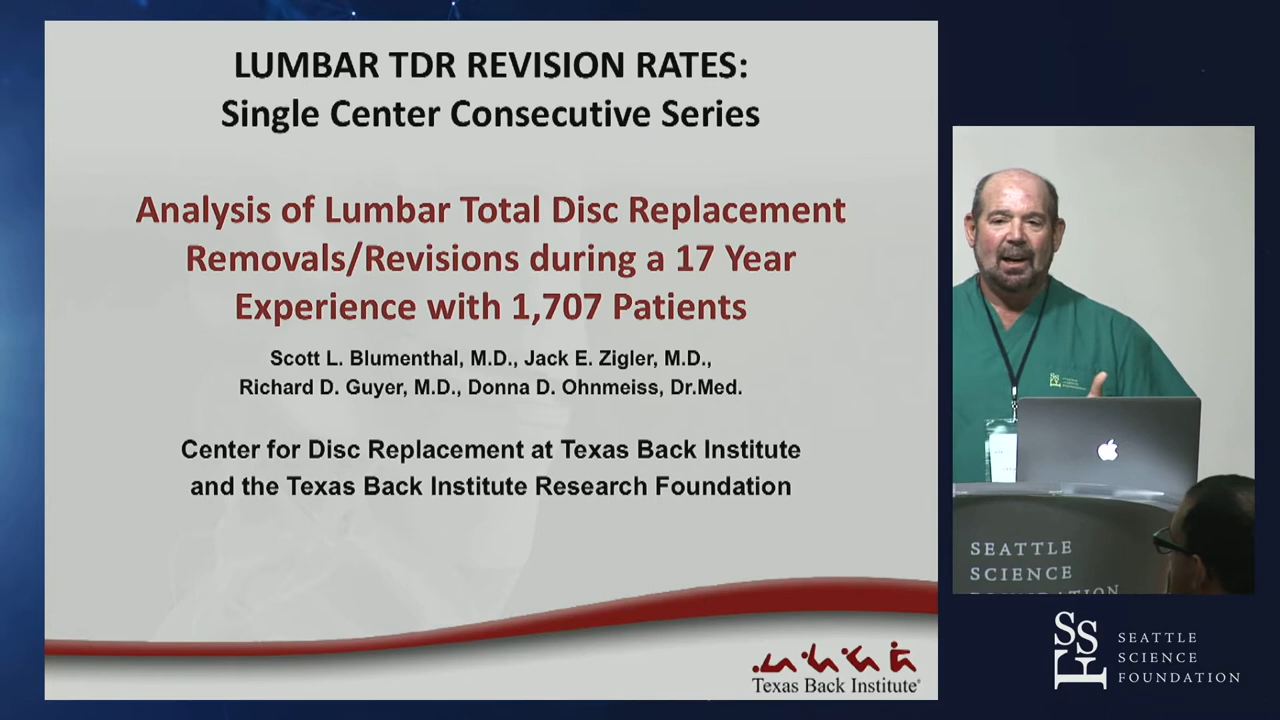 LUMBAR TDR REVISION RATES:
Single Center Consecutive Series
Analysis of Lumbar Total Disc Replacement
Removals/Revisions during a 17 Year
Experience with 1,707 Patients
Scott L. Blumenthal, M.D., Jack E. Zigler, M.D.,
Richard D. Guyer, M.D., Donna D. Ohnmeiss, Dr.Med.
Center for Disc Replacement at Texas Back Institute
and the Texas Back Institute Research Foundation
Texas Back Institute®
SEATTLE
SCIENCE
FOUNDATION
SSF
SEATTLE
SCIENCE
FOUNDATION